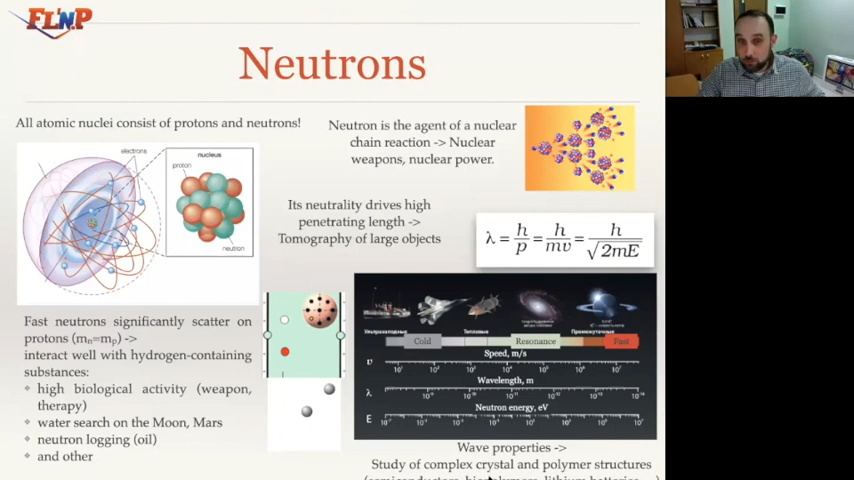 FLNP
Neutrons
All atomic nuclei consist of protons and neutrons!
electrons
nucleus
proton
neutron
Neutron is the agent of a nuclear
chain reaction -> Nuclear
weapons, nuclear power.
Its neutrality drives high
penetrating length ->
Tomography of large objects
λ = h/p = h/mv = h/√2mE
Fast neutrons significantly scatter on
protons (mn=mp) ->
interact well with hydrogen-containing
substances:
high biological activity (weapon,
therapy)
water search on the Moon, Mars
neutron logging (oil)
and other
Ультрахолодные Тепловые Промежуточные
Cold Resonance Fast
Speed, m/s
υ
Wavelength, m
λ
Neutron energy, eV
E
Wave properties ->
Study of complex crystal and polymer structures